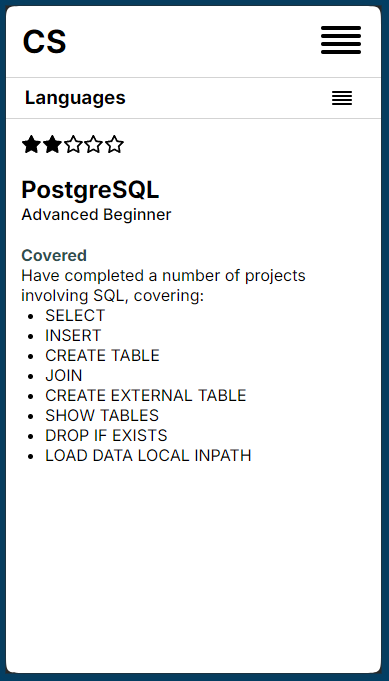 CS
Languages
PostgreSQL
Advanced Beginner
Covered
Have completed a number of projects
involving SQL, covering:
• SELECT
• INSERT
• CREATE TABLE
• JOIN
• CREATE EXTERNAL TABLE
• SHOW TABLES
• DROP IF EXISTS
• LOAD DATA LOCAL INPATH